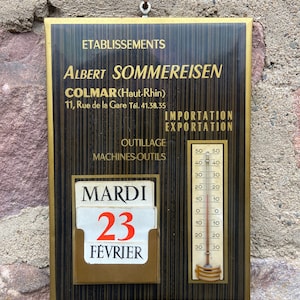 ETABLISSEMENTS
ALBERT SOMMEREISEN
COLMAR (Haut-Rhin)
11, Rue de la Gare Tél. 41.38.35
IMPORTATION
EXPORTATION
OUTILLAGE
MACHINES-OUTILS
MARDI
23
FÉVRIER